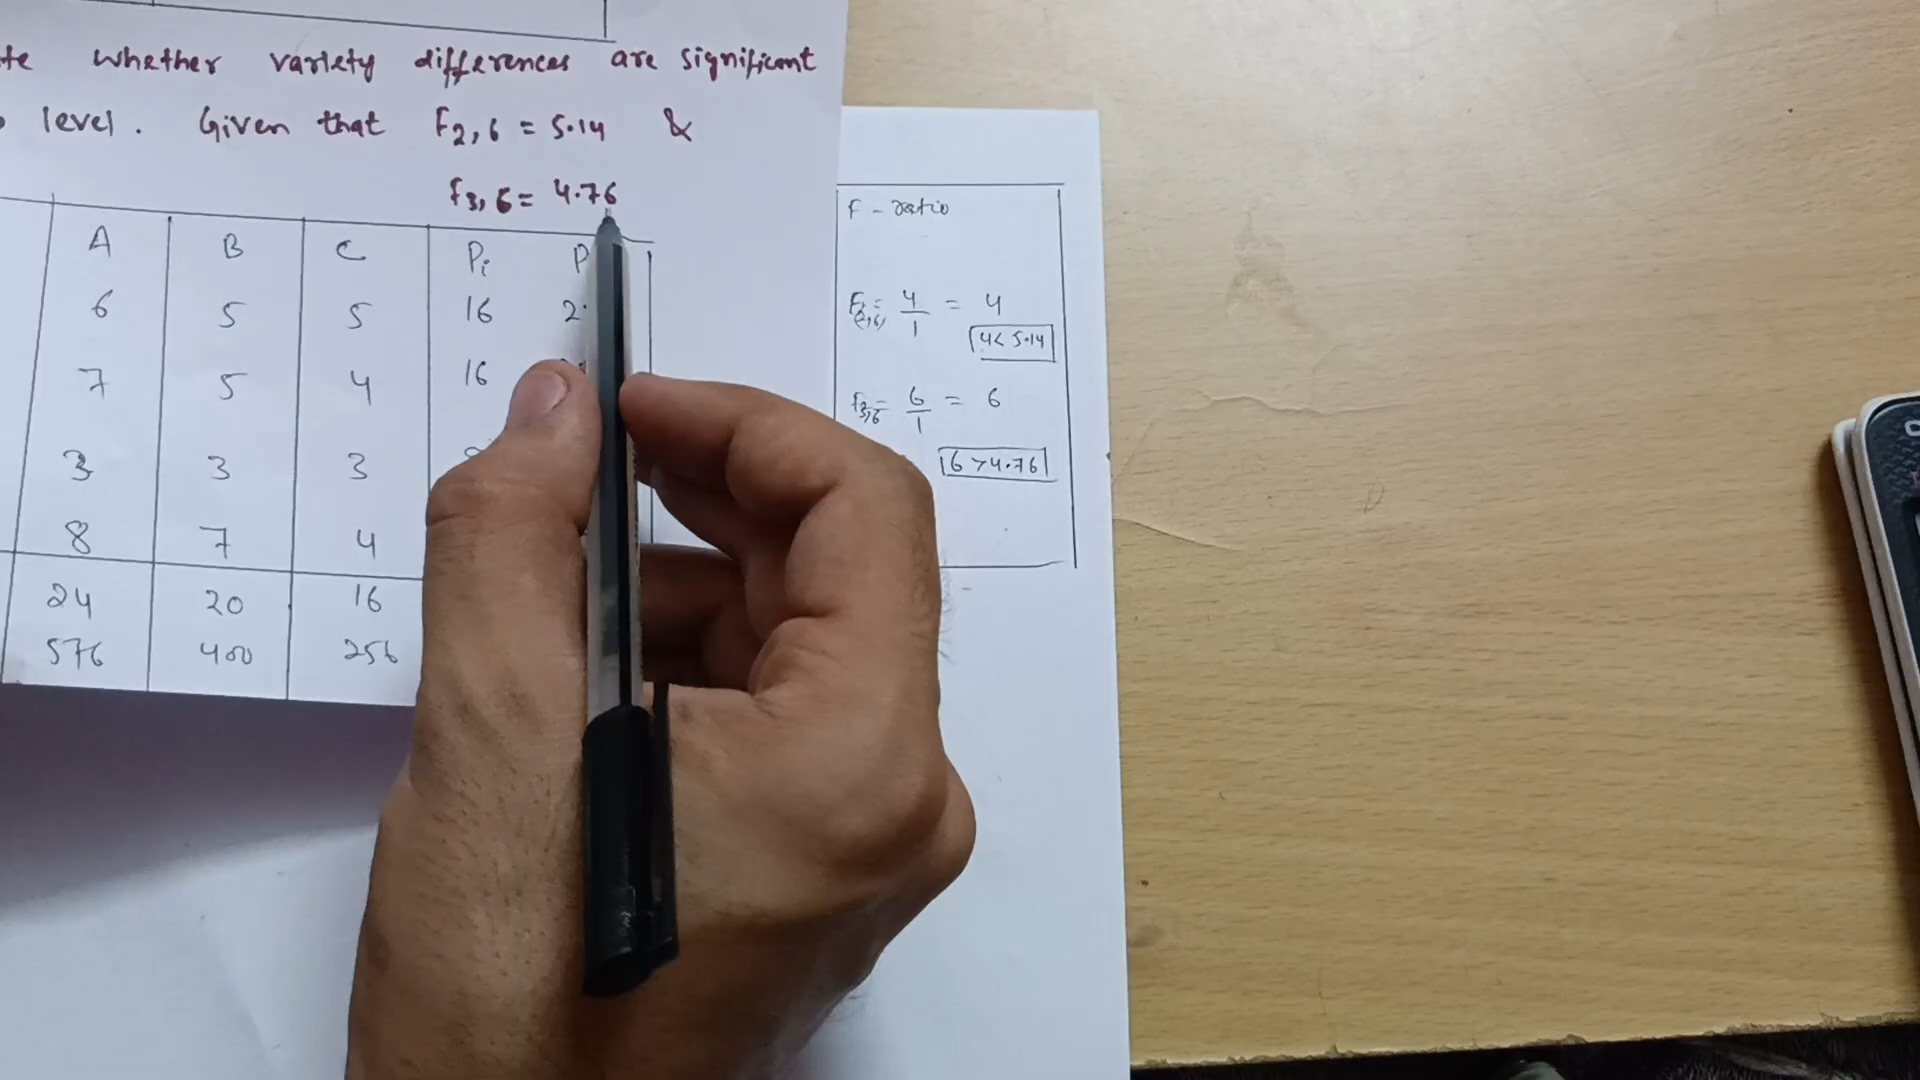 whether variety differences are significant
level. Given that F2,6 = 5.14 &
F3,6 = 4.76
A B C Pi
6 5 5 16
7 5 4 16
3 3 3
8 7 4
24 20 16
576 400 256
F - ratio
F(2,6) = 4/1 = 4
4 < 5.14
F3,6 = 6/1 = 6
6 > 4.76